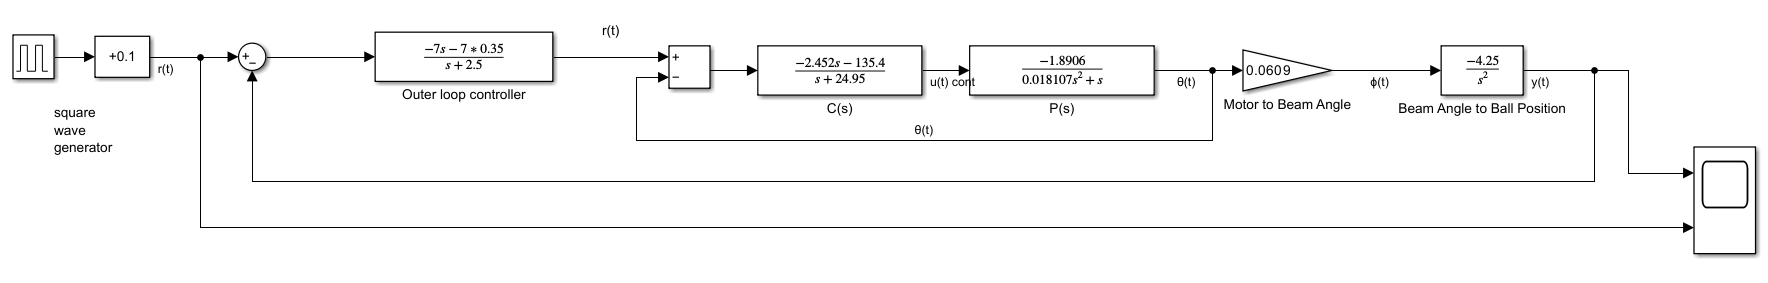 +0.1
r(t)
square
wave
generator
+
−
−7s − 7 * 0.35
s + 2.5
Outer loop controller
r(t)
+
−
−2.452s − 135.4
s + 24.95
C(s)
u(t) cont
−1.8906
0.018107s² + s
P(s)
θ(t)
θ(t)
0.0609
Motor to Beam Angle
ϕ(t)
−4.25
s²
Beam Angle to Ball Position
y(t)